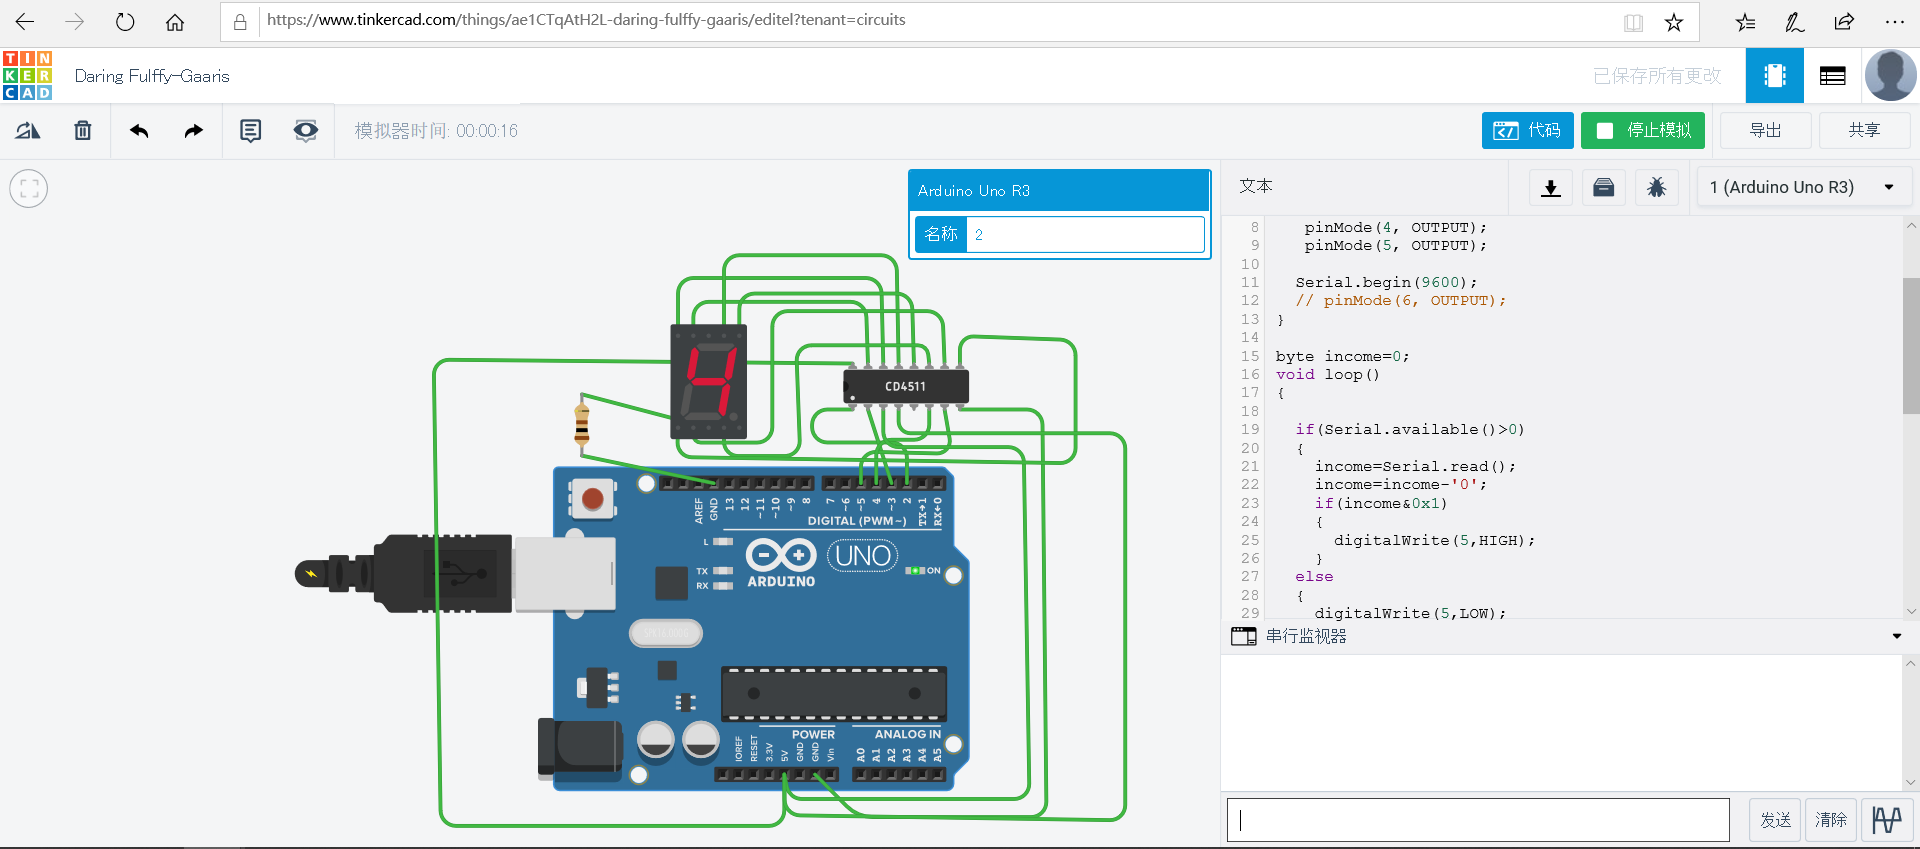 https://www.tinkercad.com/things/ae1CTqAtH2L-daring-fulffy-gaaris/editel?tenant=circuits
TIN
KER
CAD
Daring Fulffy-Gaaris
已保存所有更改
模拟器时间: 00:00:16
代码
停止模拟
导出
共享
Arduino Uno R3
名称 2
CD4511
AREF
GND
13
12
~11
~10
~9
8
7
~6
~5
4
~3
2
TX→1
RX←0
DIGITAL (PWM~)
L
TX
RX
ARDUINO
UNO
ON
POWER
ANALOG IN
IOREF
RESET
3.3V
5V
GND
GND
Vin
A0
A1
A2
A3
A4
A5
文本
1 (Arduino Uno R3)
8 pinMode(4, OUTPUT);
9 pinMode(5, OUTPUT);
10
11 Serial.begin(9600);
12 // pinMode(6, OUTPUT);
13 }
14
15 byte income=0;
16 void loop()
17 {
18
19 if(Serial.available()>0)
20 {
21 income=Serial.read();
22 income=income-'0';
23 if(income&0x1)
24 {
25 digitalWrite(5,HIGH);
26 }
27 else
28 {
29 digitalWrite(5,LOW);
串行监视器
发送
清除